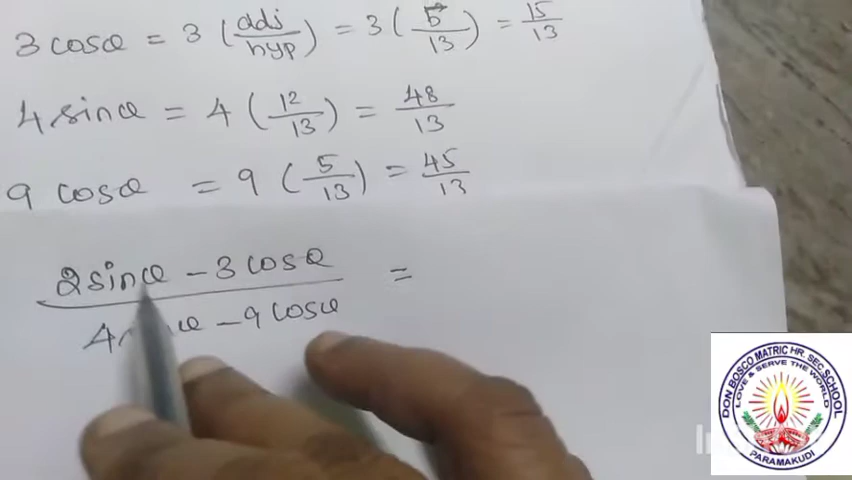 3 cosθ = 3 (adj/hyp) = 3 (5/13) = 15/13
4 sinθ = 4 (12/13) = 48/13
9 cosθ = 9 (5/13) = 45/13
2 sinθ - 3 cosθ =
4 θ - 9 cosθ
DON BOSCO MATRIC HR. SEC SCHOOL
LOVE & SERVE THE WORLD
PARAMAKUDI